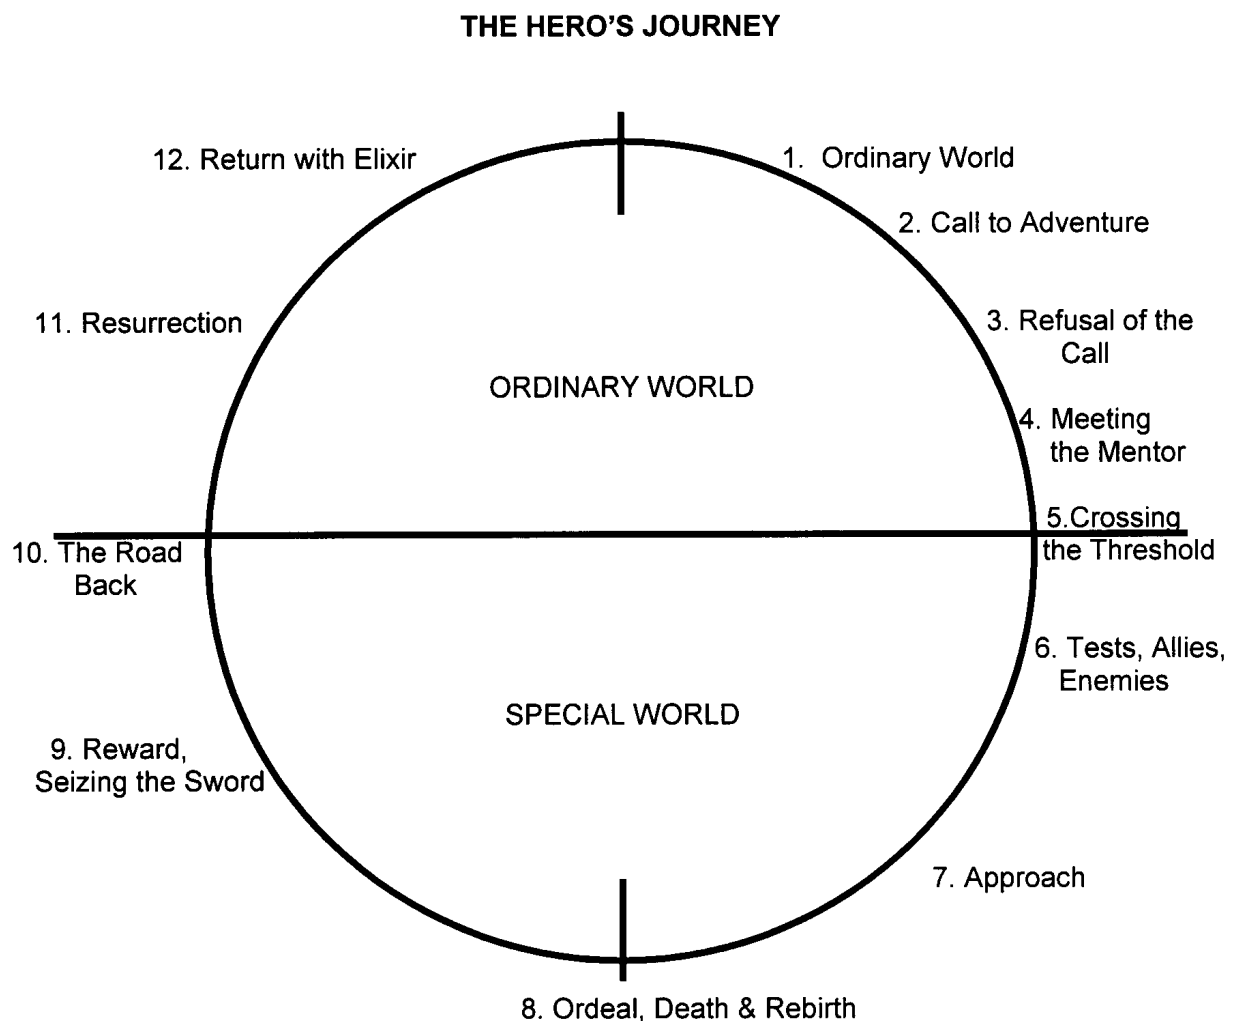 THE HERO'S JOURNEY
12. Return with Elixir
1. Ordinary World
2. Call to Adventure
11. Resurrection
3. Refusal of the
Call
ORDINARY WORLD
4. Meeting
the Mentor
5.Crossing
the Threshold
10. The Road
Back
6. Tests, Allies,
Enemies
SPECIAL WORLD
9. Reward,
Seizing the Sword
7. Approach
8. Ordeal, Death & Rebirth